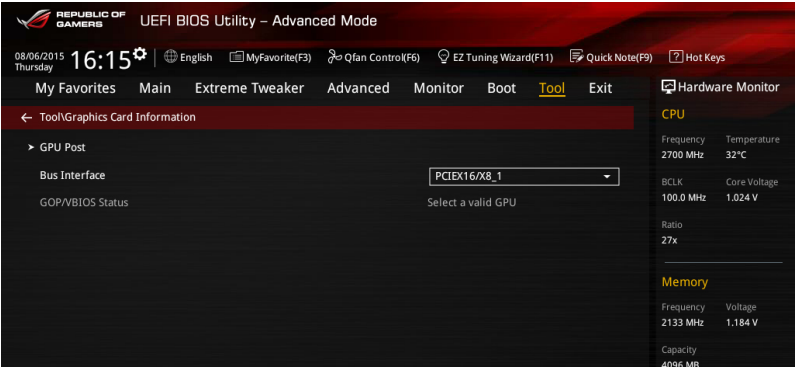 REPUBLIC OF GAMERS UEFI BIOS Utility – Advanced Mode
08/06/2015 Thursday 16:15 English MyFavorite(F3) Qfan Control(F6) EZ Tuning Wizard(F11) Quick Note(F9) ? Hot Keys
My Favorites Main Extreme Tweaker Advanced Monitor Boot Tool Exit
← Tool\Graphics Card Information
> GPU Post
Bus Interface PCIEX16/X8_1
GOP/VBIOS Status Select a valid GPU
Hardware Monitor
CPU
Frequency Temperature
2700 MHz 32°C
BCLK Core Voltage
100.0 MHz 1.024 V
Ratio
27x
Memory
Frequency Voltage
2133 MHz 1.184 V
Capacity
4096 MB